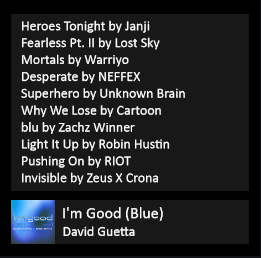 Heroes Tonight by Janji
Fearless Pt. II by Lost Sky
Mortals by Warriyo
Desperate by NEFFEX
Superhero by Unknown Brain
Why We Lose by Cartoon
blu by Zachz Winner
Light It Up by Robin Hustin
Pushing On by RIOT
Invisible by Zeus X Crona
I'm Good (Blue)
David Guetta